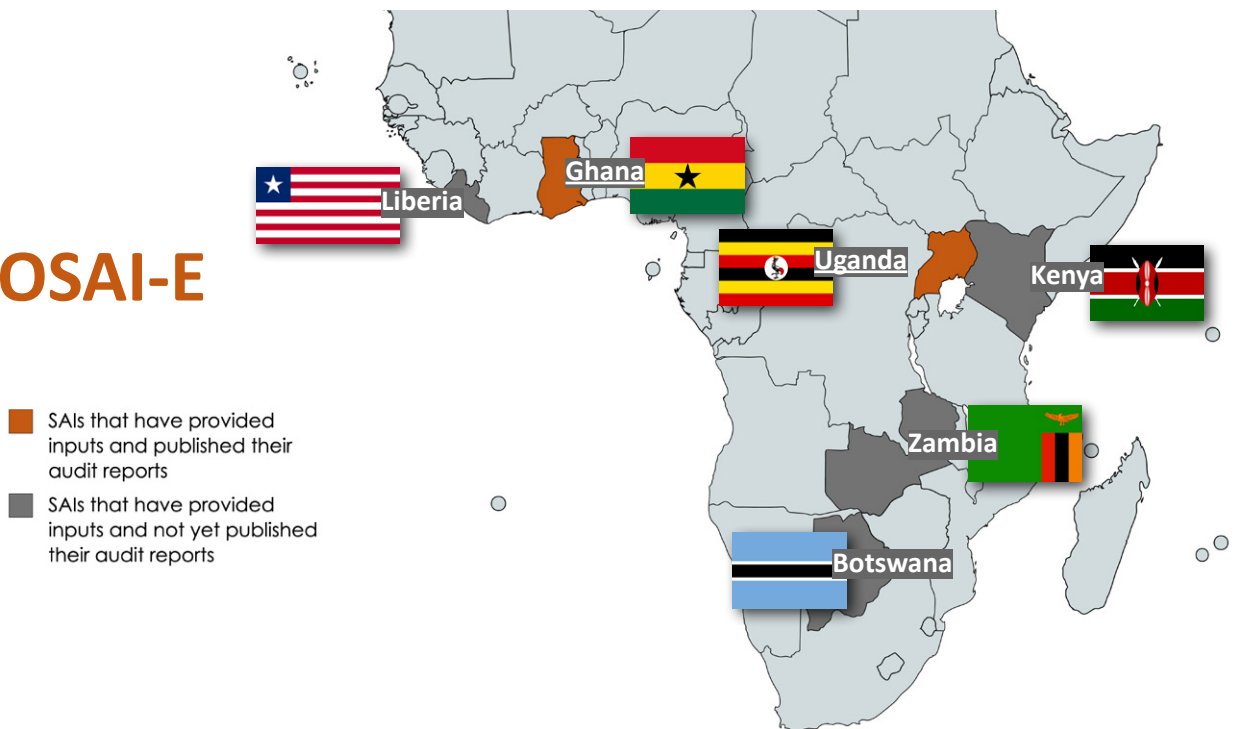 Ghana
Liberia
Uganda
OSAI-E
Kenya
SAIs that have provided
inputs and published their
audit reports
Zambia
SAIs that have provided
inputs and not yet published
their audit reports
Botswana